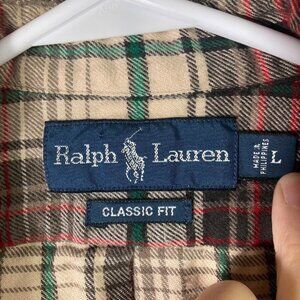 Ralph Lauren
MADE IN
PHILIPPINES
L
CLASSIC FIT